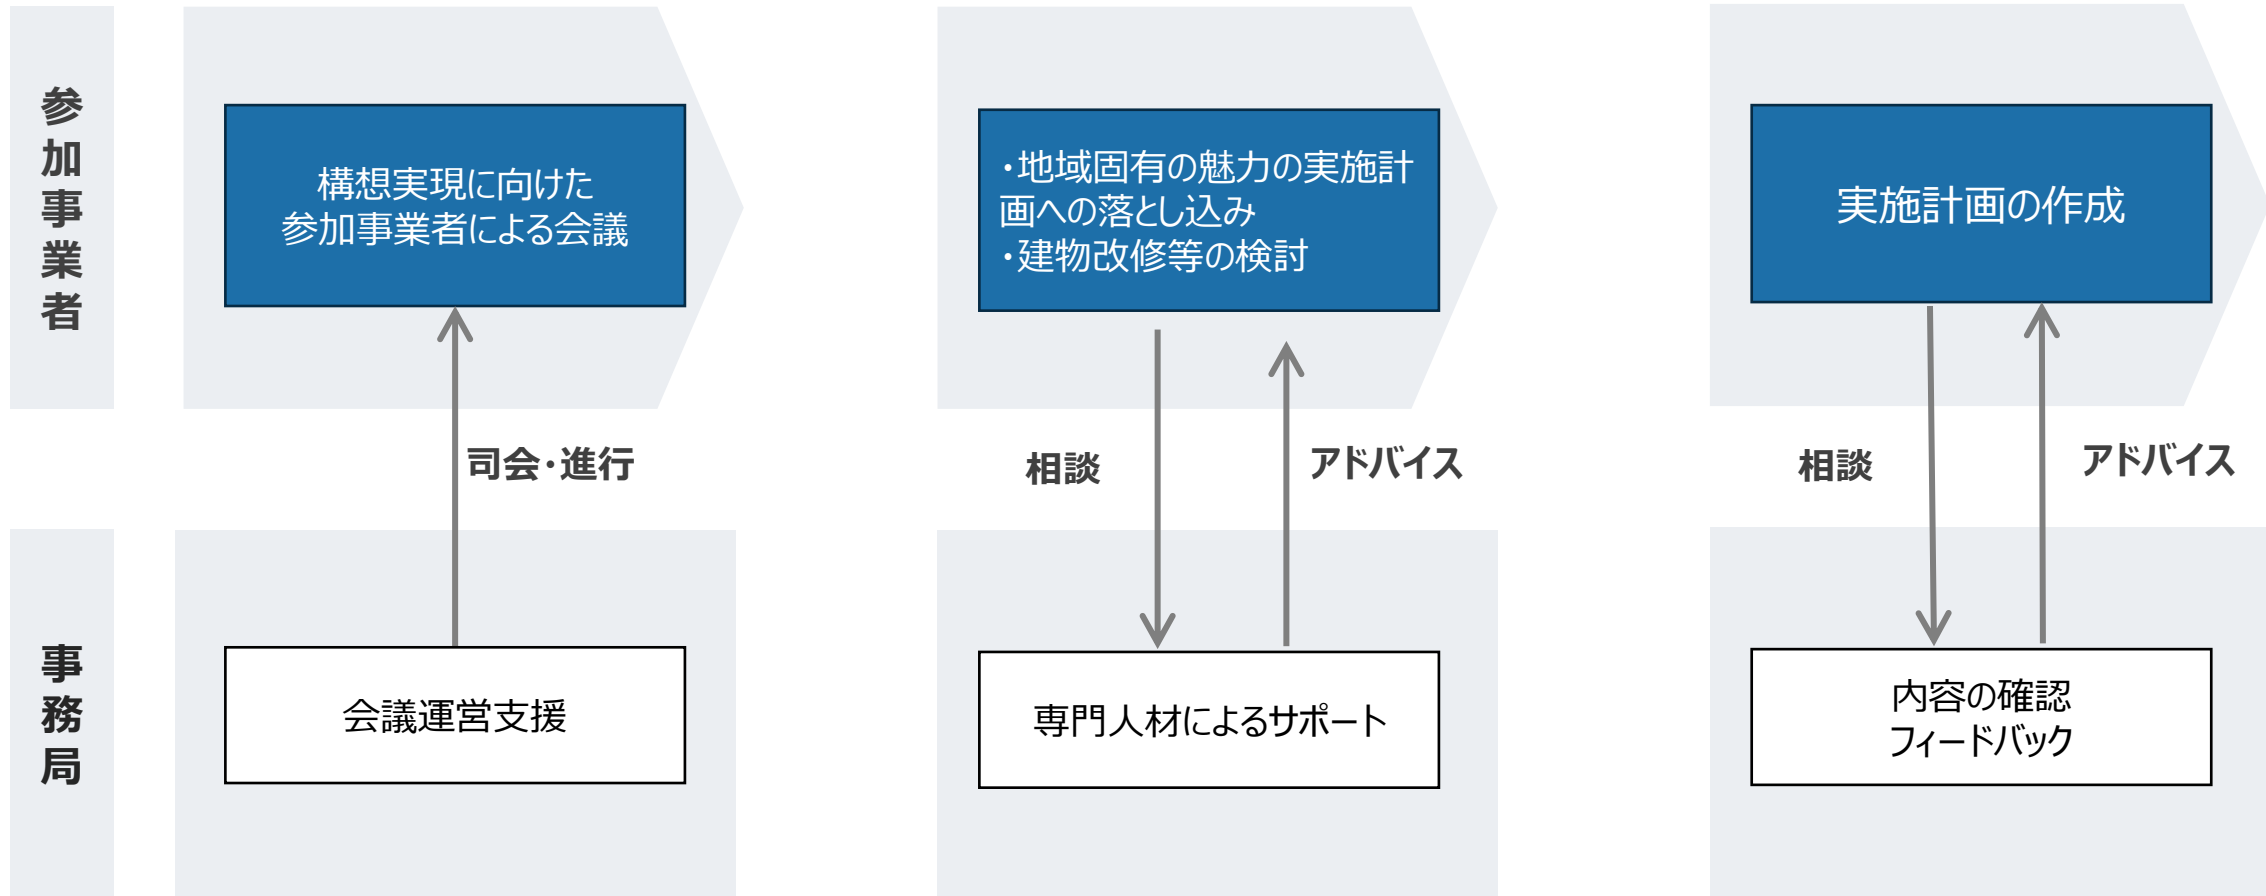 参加事業者
構想実現に向けた
参加事業者による会議
・地域固有の魅力の実施計
画への落とし込み
・建物改修等の検討
実施計画の作成
司会・進行
相談
アドバイス
相談
アドバイス
事務局
会議運営支援
専門人材によるサポート
内容の確認
フィードバック